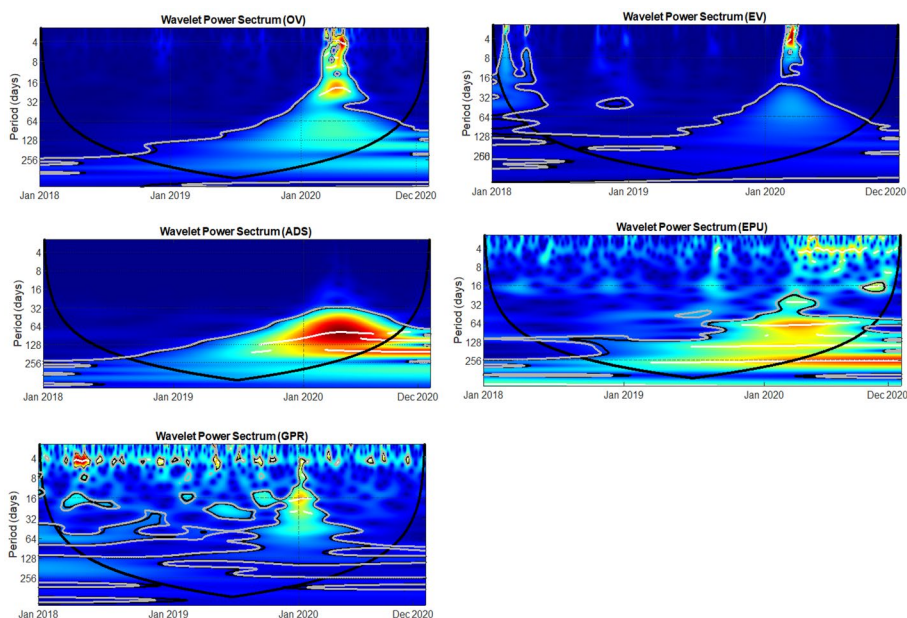 Wavelet Power Sectrum (OV)
Period (days)
4
8
16
32
64
128
256
Jan 2018 Jan 2019 Jan 2020 Dec 2020
Wavelet Power Sectrum (EV)
Period (days)
4
8
16
32
64
128
266
Jan 2018 Jan 2019 Jan 2020 Dec 2020
Wavelet Power Sectrum (ADS)
Period (days)
4
8
16
32
64
128
256
Jan 2018 Jan 2019 Jan 2020 Dec 2020
Wavelet Power Sectrum (EPU)
Period (days)
4
8
16
32
64
128
256
Jan 2018 Jan 2019 Jan 2020 Dec 2020
Wavelet Power Sectrum (GPR)
Period (days)
4
8
16
32
64
128
256
Jan 2018 Jan 2019 Jan 2020 Dec 2020